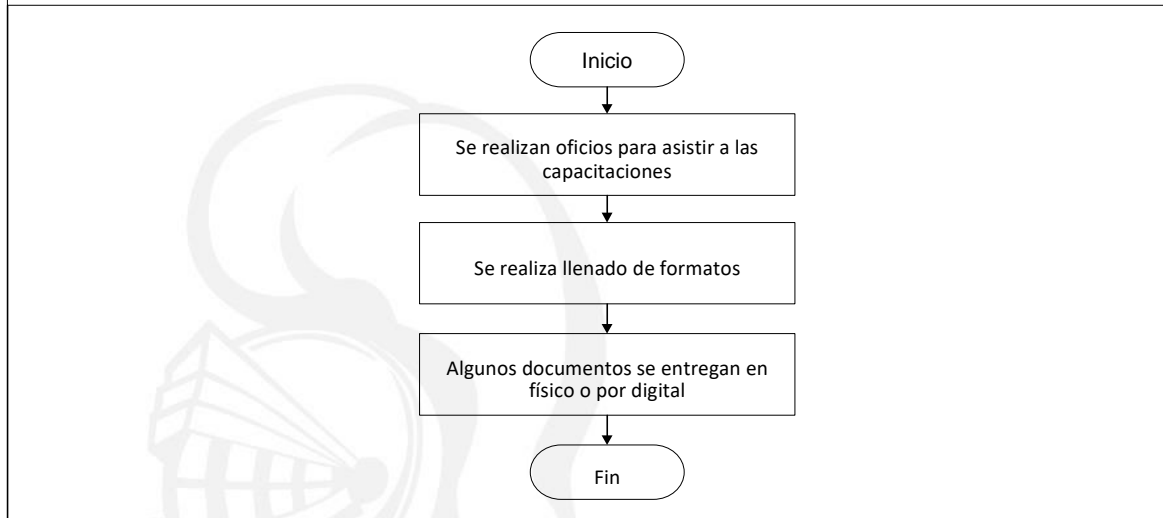 Inicio
Se realizan oficios para asistir a las
capacitaciones
Se realiza llenado de formatos
Algunos documentos se entregan en
físico o por digital
Fin